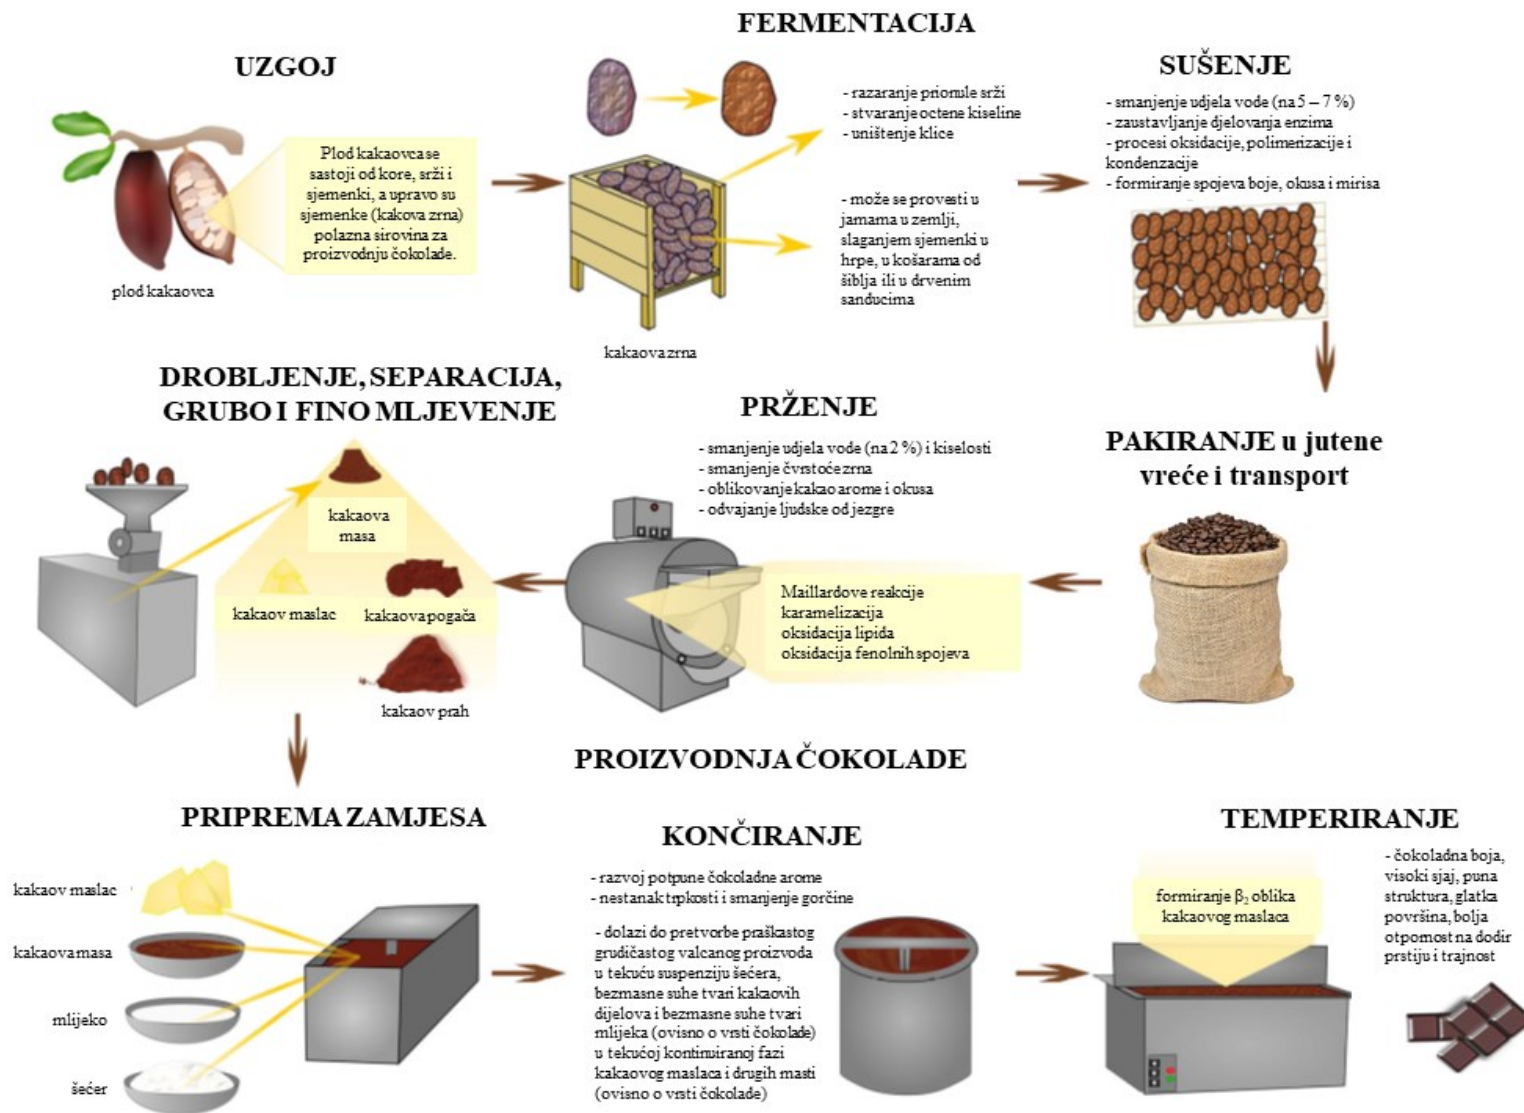 UZGOJ
Plod kakaovca se
sastoji od kore, srži i
sjemenki, a upravo su
sjemenke (kakova zrna)
polazna sirovina za
proizvodnju čokolade.
plod kakaovca
FERMENTACIJA
- razaranje prionule srži
- stvaranje octene kiseline
- uništenje klice
- može se provesti u
jamama u zemlji,
slaganjem sjemenki u
hrpe, u košarama od
šiblja ili u drvenim
sanducima
kakaova zrna
SUŠENJE
- smanjenje udjela vode (na 5 – 7 %)
- zaustavljanje djelovanja enzima
- procesi oksidacije, polimerizacije i
kondenzacije
- formiranje spojeva boje, okusa i mirisa
PAKIRANJE u jutene
vreće i transport
PRŽENJE
- smanjenje udjela vode (na 2 %) i kiselosti
- smanjenje čvrstoće zrna
- oblikovanje kakao arome i okusa
- odvajanje ljudske od jezgre
Maillardove reakcije
karamelizacija
oksidacija lipida
oksidacija fenolnih spojeva
DROBLJENJE, SEPARACIJA,
GRUBO I FINO MLJEVENJE
kakaova
masa
kakaov maslac
kakaova pogača
kakaov prah
PROIZVODNJA ČOKOLADE
PRIPREMA ZAMJESA
kakaov maslac
kakaova masa
mlijeko
šećer
KONČIRANJE
- razvoj potpune čokoladne arome
- nestanak trpkosti i smanjenje gorčine
- dolazi do pretvorbe praškastog
grudičastog valcanog proizvoda
u tekuću suspenziju šećera,
bezmasne suhe tvari kakaovih
dijelova i bezmasne suhe tvari
mlijeka (ovisno o vrsti čokolade)
u tekućoj kontinuiranoj fazi
kakaovog maslaca i drugih masti
(ovisno o vrsti čokolade)
TEMPERIRANJE
formiranje β₂ oblika
kakaovog maslaca
- čokoladna boja,
visoki sjaj, puna
struktura, glatka
površina, bolja
otpornost na dodir
prstiju i trajnost